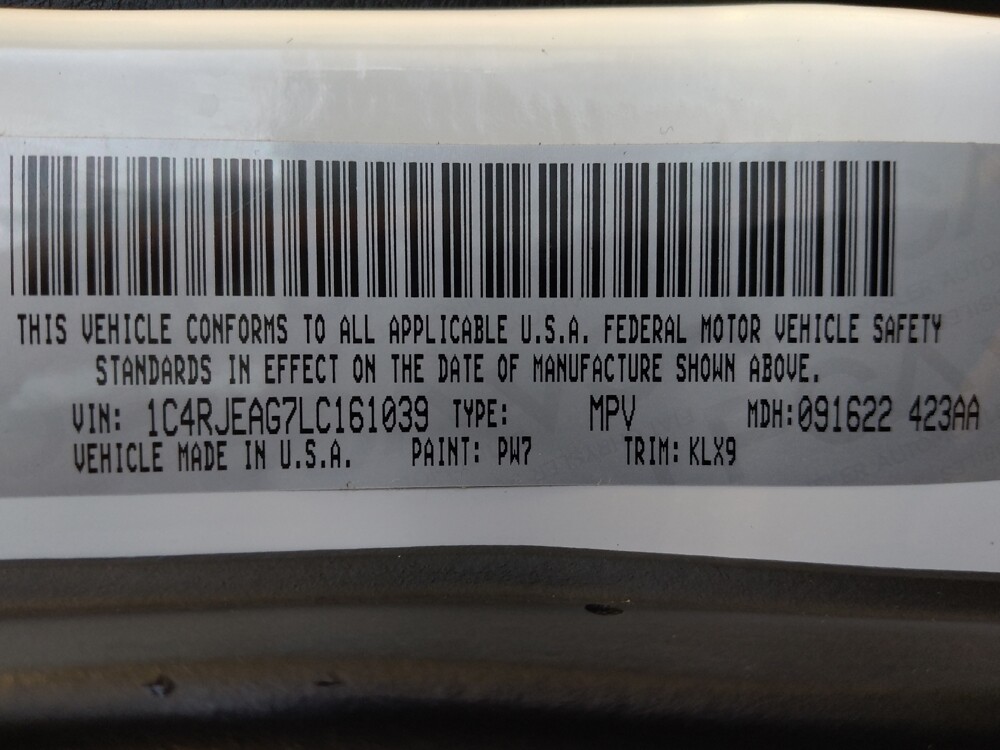 THIS VEHICLE CONFORMS TO ALL APPLICABLE U.S.A. FEDERAL MOTOR VEHICLE SAFETY
STANDARDS IN EFFECT ON THE DATE OF MANUFACTURE SHOWN ABOVE.
VIN: 1C4RJEAG7LC161039 TYPE: MPV MDH:091622 423AA
VEHICLE MADE IN U.S.A. PAINT: PW7 TRIM: KLX9